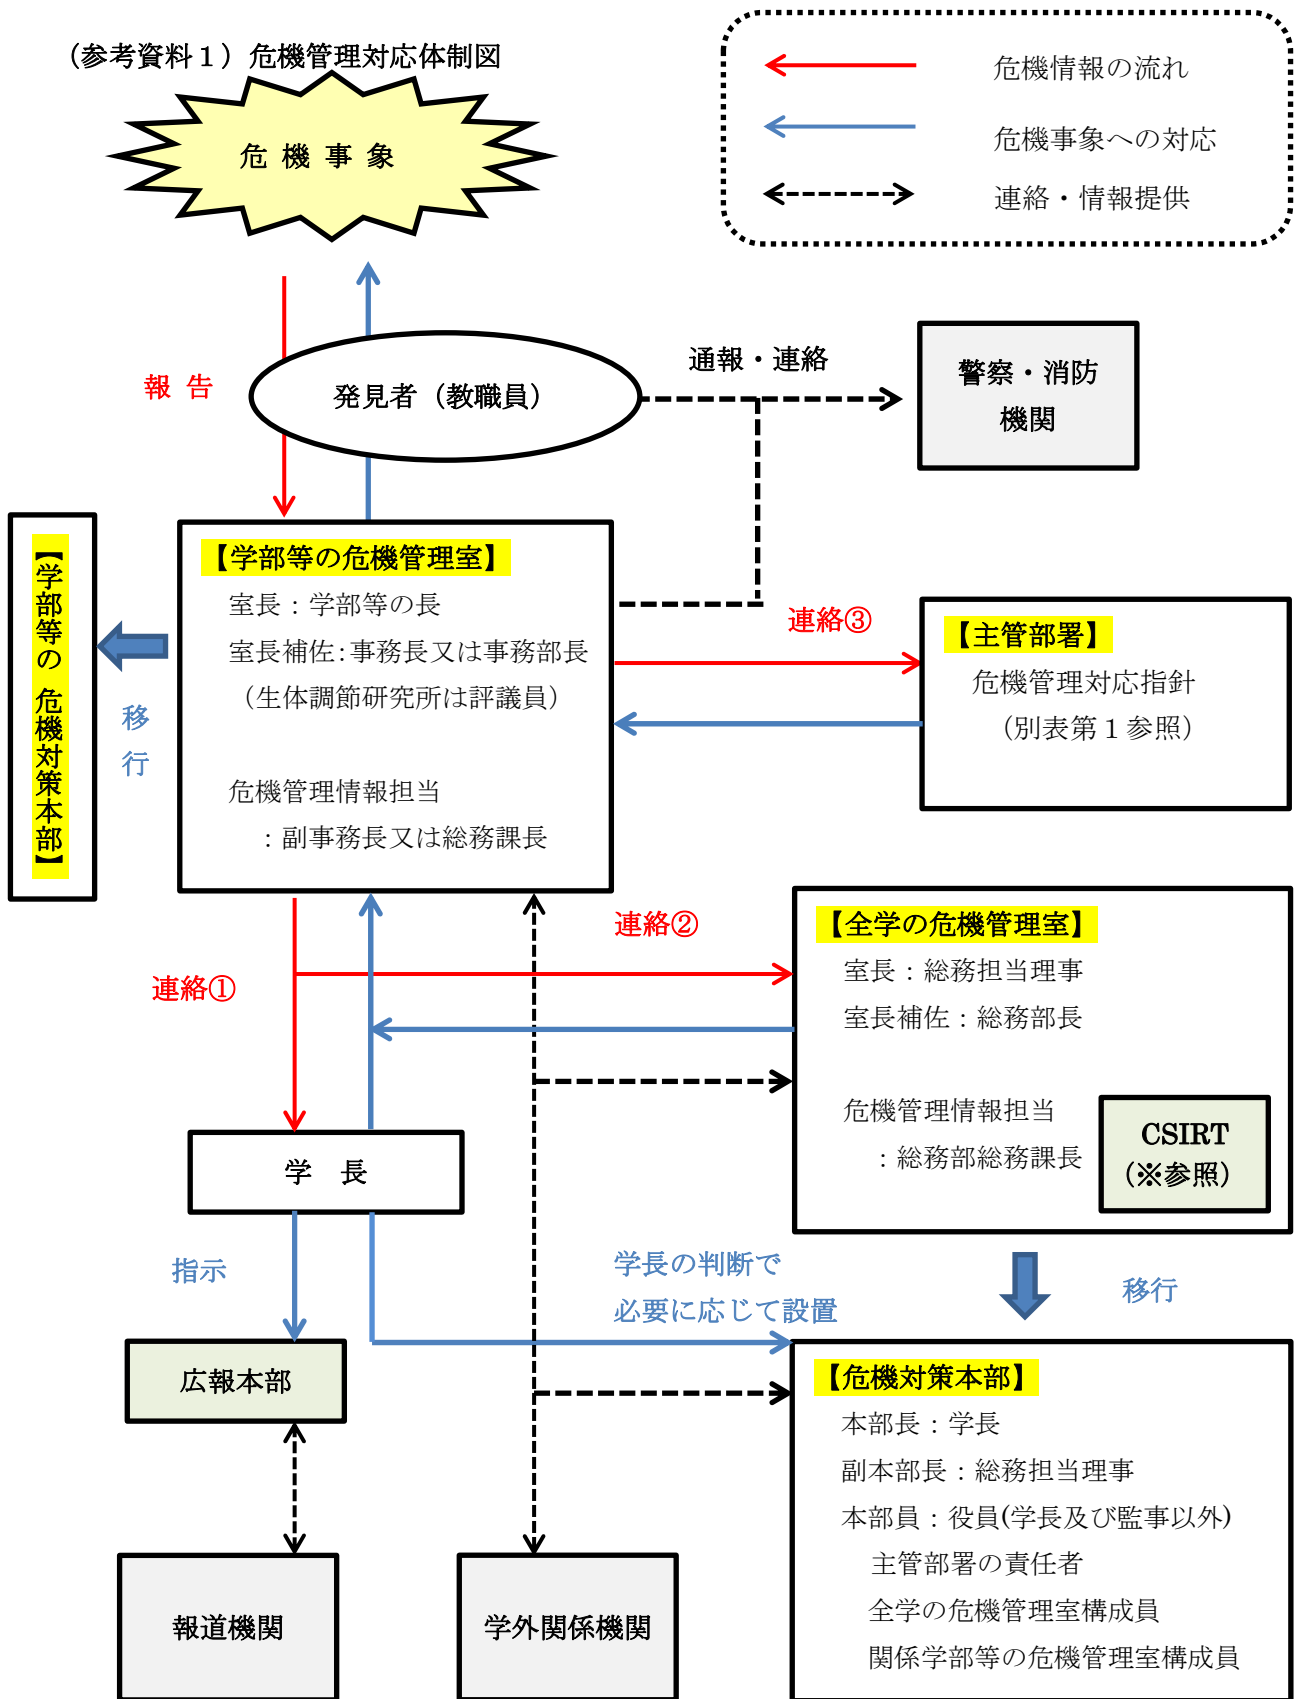 （参考資料１）危機管理対応体制図
危機事象
危機情報の流れ
危機事象への対応
連絡・情報提供
報告
発見者（教職員）
通報・連絡
警察・消防
機関
【学部等の危機対策本部】
移
行
【学部等の危機管理室】
室長：学部等の長
室長補佐：事務長又は事務部長
（生体調節研究所は評議員）
危機管理情報担当
：副事務長又は総務課長
連絡③
【主管部署】
危機管理対応指針
（別表第１参照）
連絡①
連絡②
【全学の危機管理室】
室長：総務担当理事
室長補佐：総務部長
危機管理情報担当
：総務部総務課長
CSIRT
（※参照）
学　長
指示
学長の判断で
必要に応じて設置
移行
広報本部
【危機対策本部】
本部長：学長
副本部長：総務担当理事
本部員：役員(学長及び監事以外)
主管部署の責任者
全学の危機管理室構成員
関係学部等の危機管理室構成員
報道機関
学外関係機関